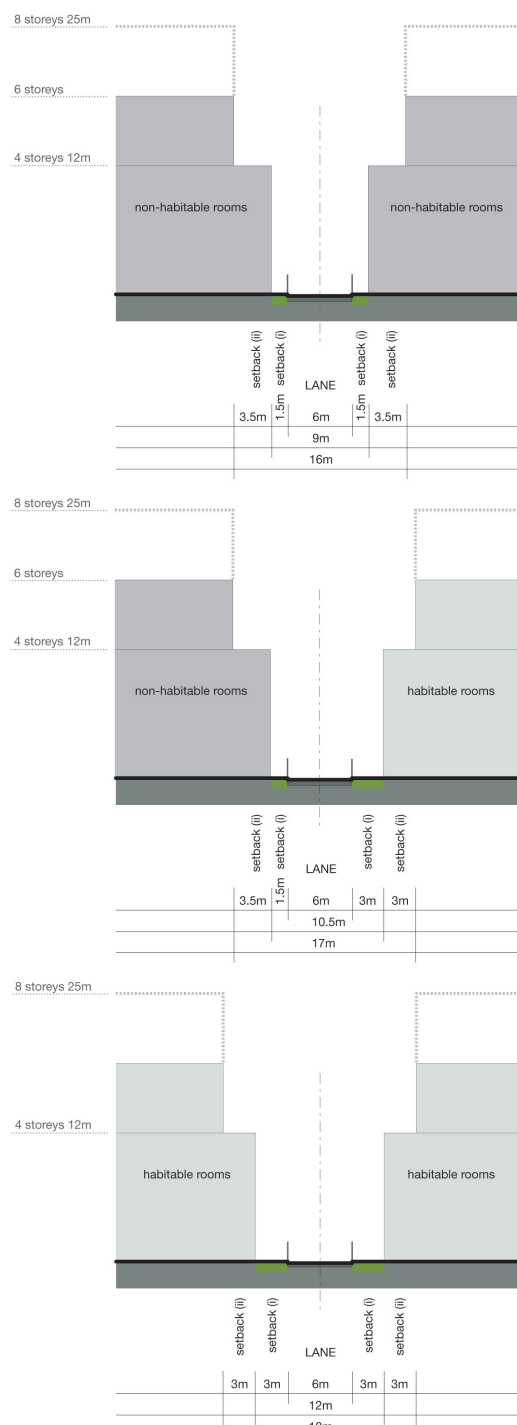 8 storeys 25m
6 storeys
4 storeys 12m
non-habitable rooms non-habitable rooms
setback (ii) setback (i) setback (i) setback (ii)
LANE
3.5m 1.5m 6m 1.5m 3.5m
9m
16m
8 storeys 25m
6 storeys
4 storeys 12m
non-habitable rooms habitable rooms
setback (ii) setback (i) setback (i) setback (ii)
LANE
3.5m 1.5m 6m 3m 3m
10.5m
17m
8 storeys 25m
4 storeys 12m
habitable rooms habitable rooms
setback (ii) setback (i) setback (i) setback (ii)
LANE
3m 3m 6m 3m 3m
12m